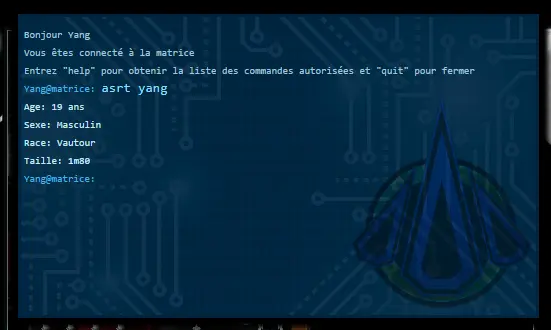 Bonjour Yang
Vous êtes connecté à la matrice
Entrez "help" pour obtenir la liste des commandes autorisées et "quit" pour fermer
Yang@matrice: asrt yang
Age: 19 ans
Sexe: Masculin
Race: Vautour
Taille: 1m80
Yang@matrice: